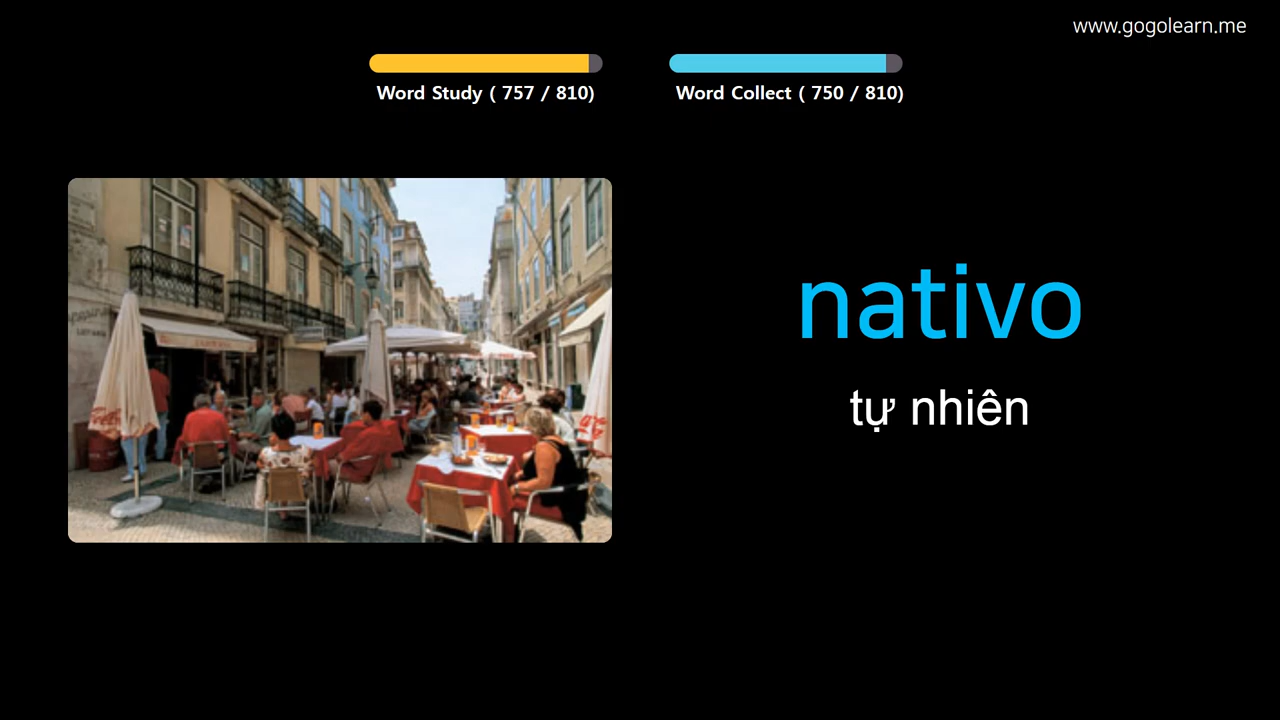 www.gogolearn.me
Word Study ( 757 / 810)
Word Collect ( 750 / 810)
nativo
tự nhiên